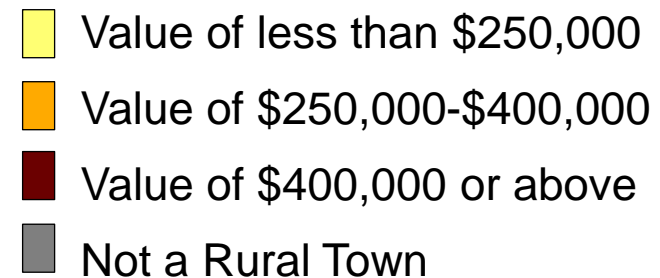 Value of less than $250,000
Value of $250,000-$400,000
Value of $400,000 or above
Not a Rural Town